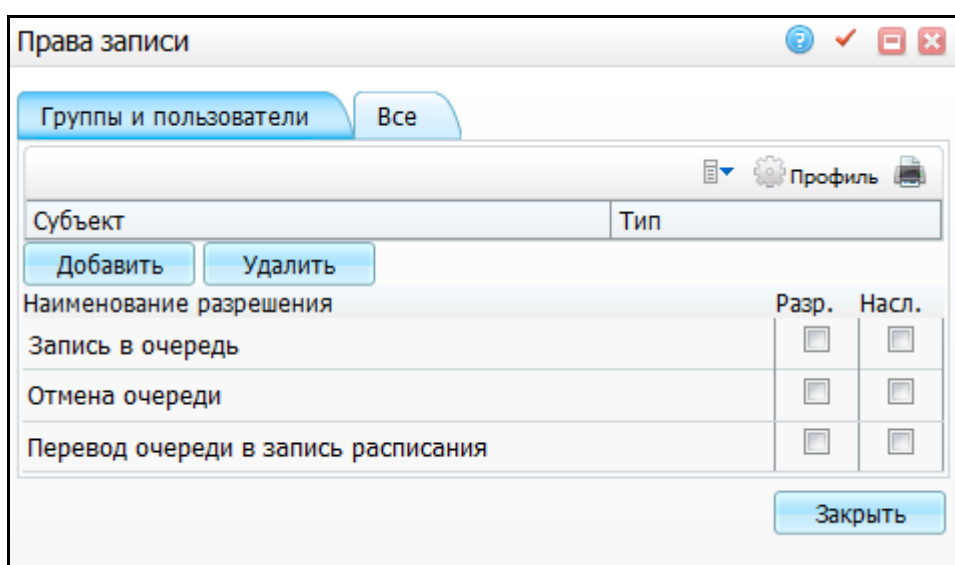 Права записи
Группы и пользователи Все
Профиль
Субъект Тип
Добавить Удалить
Наименование разрешения Разр. Насл.
Запись в очередь
Отмена очереди
Перевод очереди в запись расписания
Закрыть